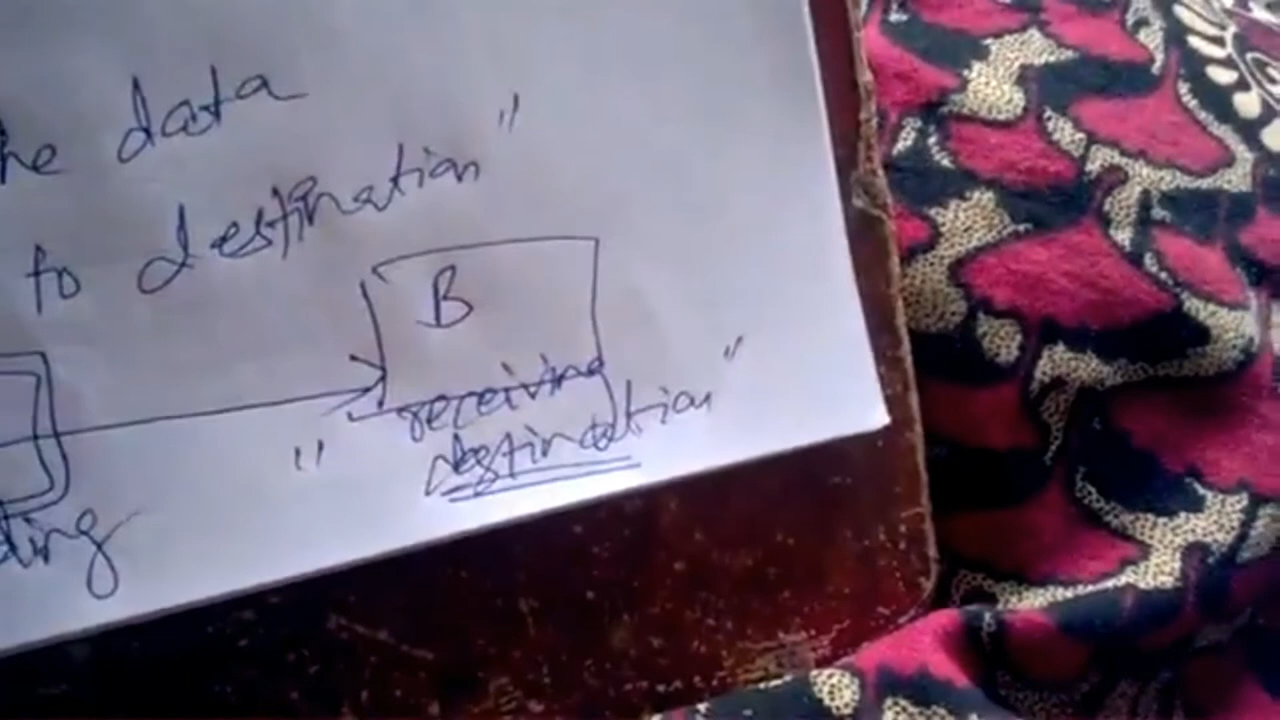 he data
to destination "
B
" receiving "
destination
ding